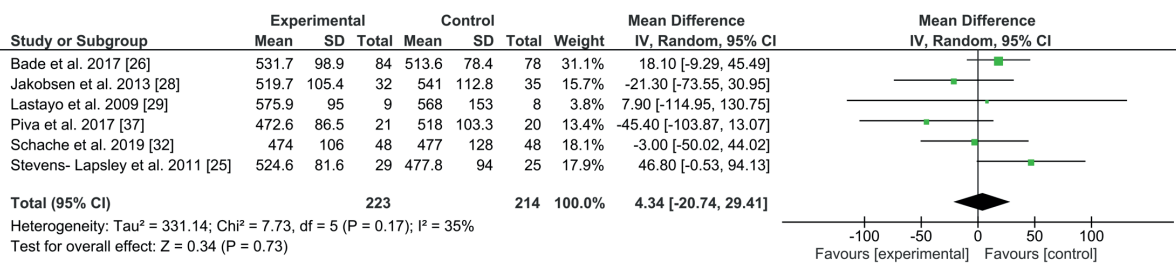 Experimental Control Mean Difference Mean Difference
Study or Subgroup Mean SD Total Mean SD Total Weight IV, Random, 95% CI IV, Random, 95% CI
Bade et al. 2017 [26] 531.7 98.9 84 513.6 78.4 78 31.1% 18.10 [-9.29, 45.49]
Jakobsen et al. 2013 [28] 519.7 105.4 32 541 112.8 35 15.7% -21.30 [-73.55, 30.95]
Lastayo et al. 2009 [29] 575.9 95 9 568 153 8 3.8% 7.90 [-114.95, 130.75]
Piva et al. 2017 [37] 472.6 86.5 21 518 103.3 20 13.4% -45.40 [-103.87, 13.07]
Schache et al. 2019 [32] 474 106 48 477 128 48 18.1% -3.00 [-50.02, 44.02]
Stevens- Lapsley et al. 2011 [25] 524.6 81.6 29 477.8 94 25 17.9% 46.80 [-0.53, 94.13]
Total (95% CI) 223 214 100.0% 4.34 [-20.74, 29.41]
Heterogeneity: Tau² = 331.14; Chi² = 7.73, df = 5 (P = 0.17); I² = 35%
Test for overall effect: Z = 0.34 (P = 0.73)
-100 -50 0 50 100
Favours [experimental] Favours [control]